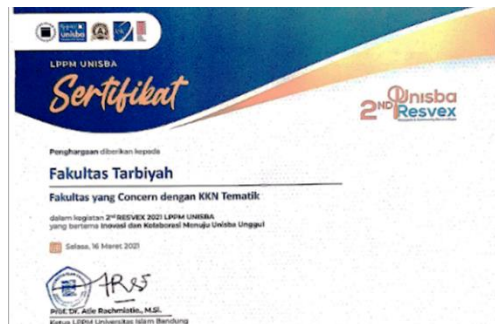 unisba
LPPM UNISBA
Sertifikat
2ND Unisba
Resvex
Penghargaan diberikan kepada
Fakultas Tarbiyah
Fakultas yang Concern dengan KKN Tematik
dalam kegiatan 2nd RESVEX 2021 LPPM UNISBA
yang bertema Inovasi dan Kolaborasi Menuju Unisba Unggul
Selasa, 16 Maret 2021
Prof. Dr. Atie Rachmiatie., M.Si.
Ketua LPPM Universitas Islam Bandung